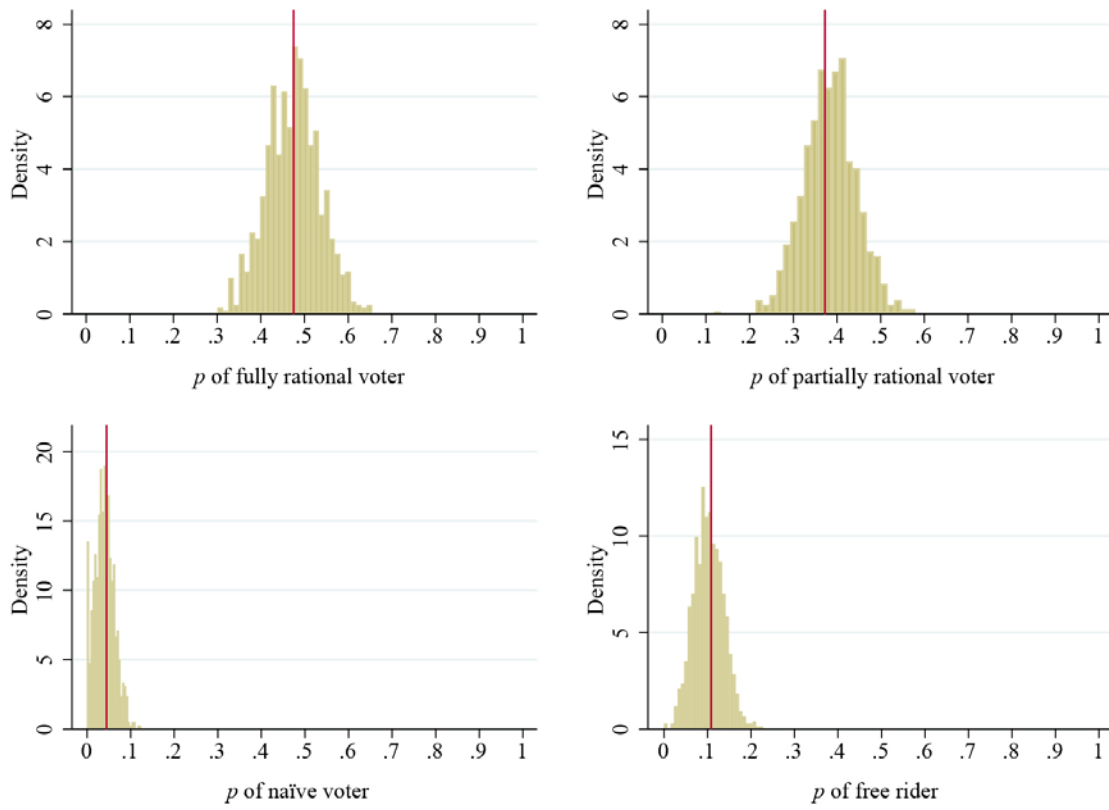 Density
8
6
4
2
0
0 .1 .2 .3 .4 .5 .6 .7 .8 .9 1
p of fully rational voter
Density
8
6
4
2
0
0 .1 .2 .3 .4 .5 .6 .7 .8 .9 1
p of partially rational voter
Density
20
15
10
5
0
0 .1 .2 .3 .4 .5 .6 .7 .8 .9 1
p of naïve voter
Density
15
10
5
0
0 .1 .2 .3 .4 .5 .6 .7 .8 .9 1
p of free rider